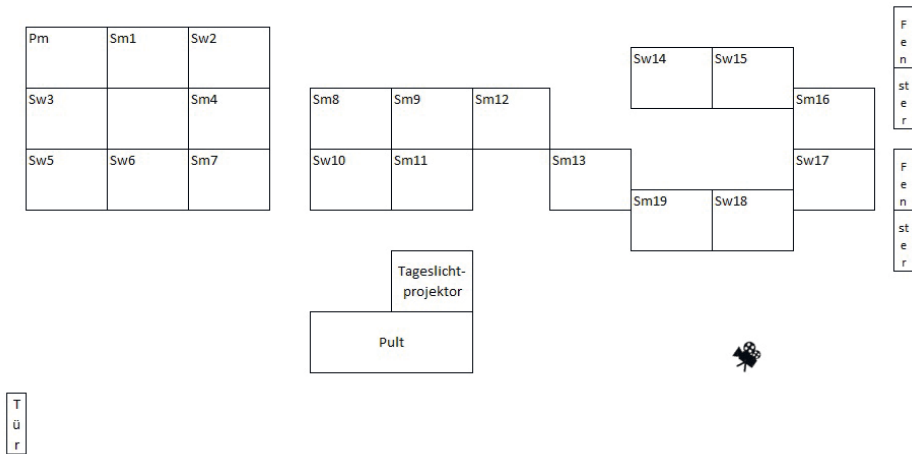 Pm Sm1 Sw2
Sw3 Sm4
Sw5 Sw6 Sm7
Sm8 Sm9 Sm12
Sw10 Sm11 Sm13
Sw14 Sw15
Sm16
Sw17
Sm19 Sw18
F
e
n
st
e
r
F
e
n
st
e
r
Tageslicht-
projektor
Pult
T
ü
r